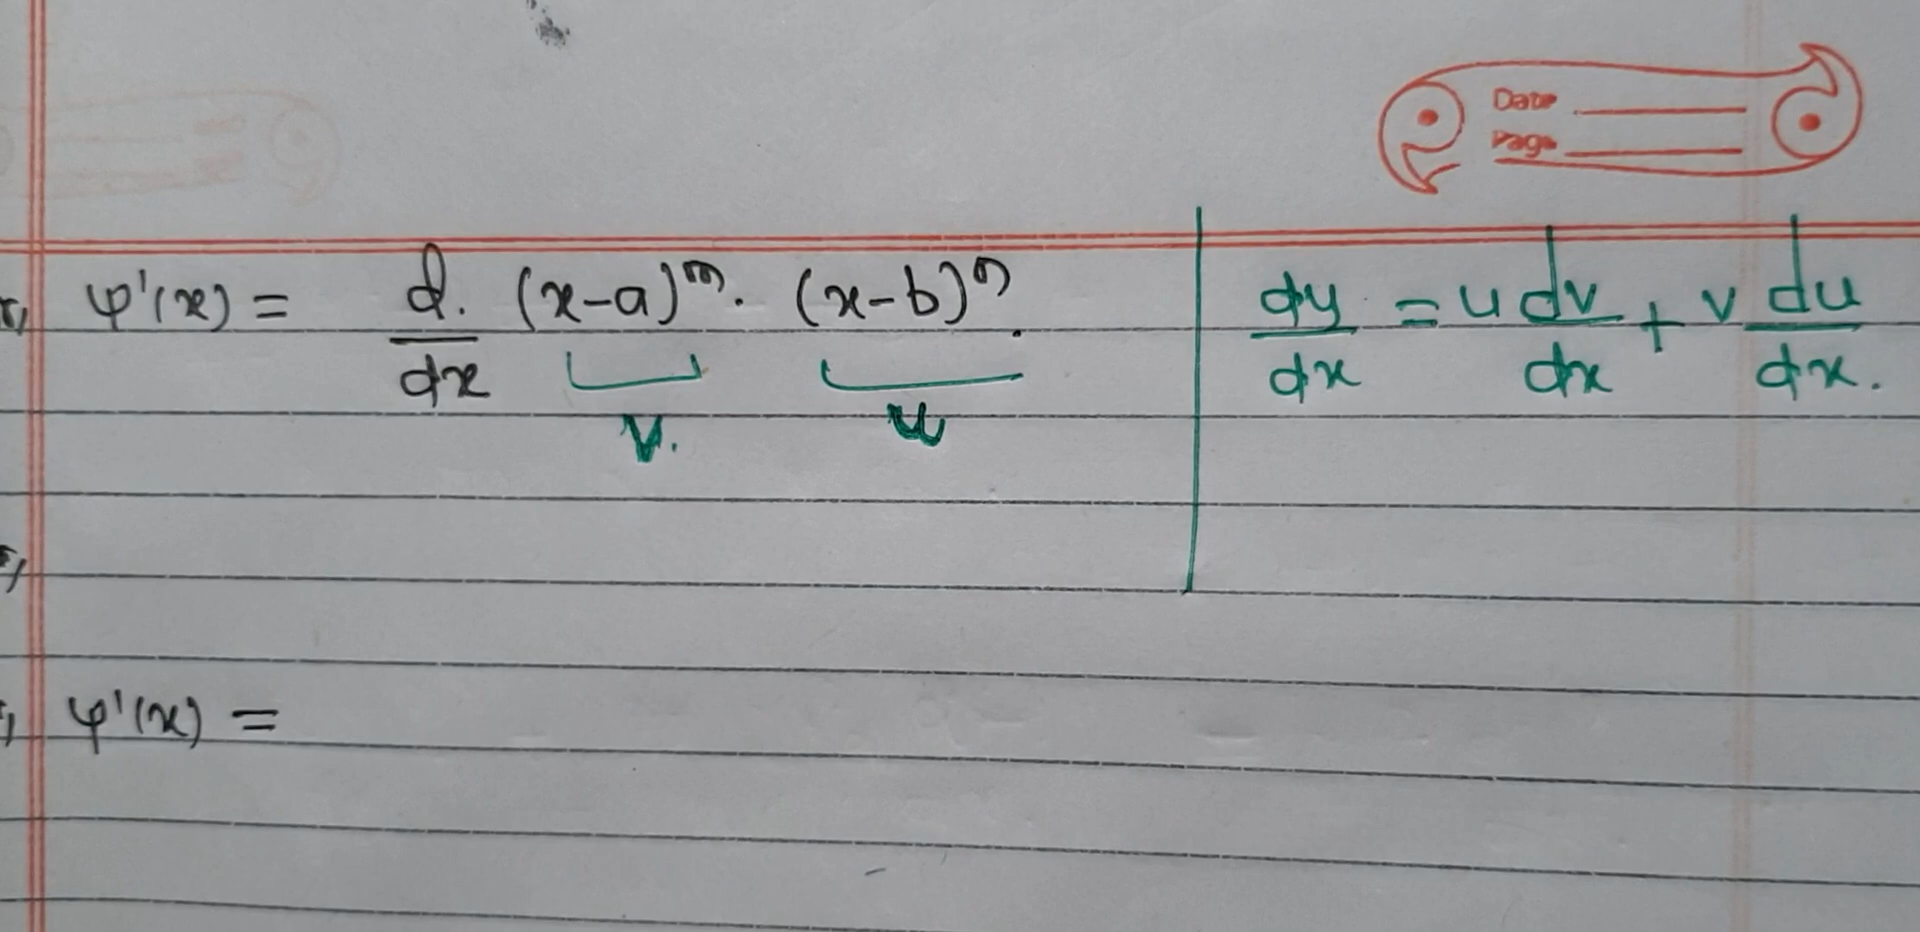 Date
Page
φ'(x) = d/dx (x-a)^m . (x-b)^n.
v. u
dy/dx = u dv/dx + v du/dx.
φ'(x) =